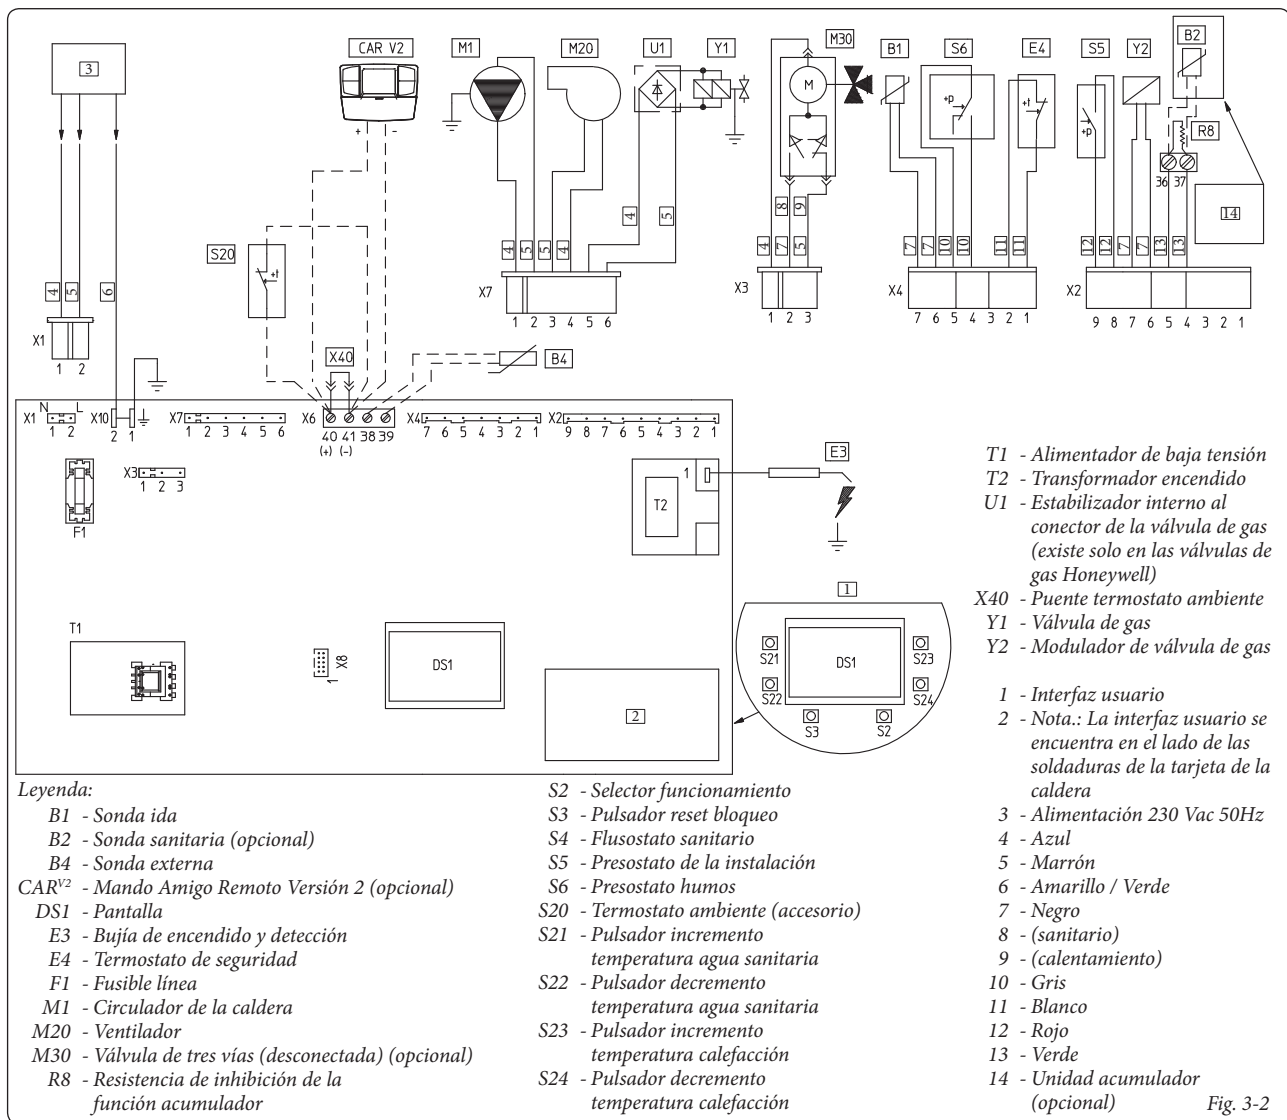 3
CAR V2
M1
M20
U1
Y1
M30
B1
S6
E4
S5
Y2
B2
M
+p
+t
+p
R8
+ -
36 37
14
S20
+t
4 5 6
4 5 5 4 4 5
8 9
4 7 5
7 7 10 10 11 11
12 12 7 7 13 13
X1
1 2
X7
1 2 3 4 5 6
X3
1 2 3
X4
7 6 5 4 3 2 1
X2
9 8 7 6 5 4 3 2 1
X40
B4
X1 N L
1 2
X10
2 1
X7
1 2 3 4 5 6
X6
40 41 38 39
(+) (-)
X4
7 6 5 4 3 2 1
X2
9 8 7 6 5 4 3 2 1
X3
1 2 3
F1
1
T2
E3
T1
X8
1
DS1
2
1
S21
S22
S3
DS1
S23
S24
S2
T1 - Alimentador de baja tensión
T2 - Transformador encendido
U1 - Estabilizador interno al
conector de la válvula de gas
(existe solo en las válvulas de
gas Honeywell)
X40 - Puente termostato ambiente
Y1 - Válvula de gas
Y2 - Modulador de válvula de gas
1 - Interfaz usuario
2 - Nota.: La interfaz usuario se
encuentra en el lado de las
soldaduras de la tarjeta de la
caldera
3 - Alimentación 230 Vac 50Hz
4 - Azul
5 - Marrón
6 - Amarillo / Verde
7 - Negro
8 - (sanitario)
9 - (calentamiento)
10 - Gris
11 - Blanco
12 - Rojo
13 - Verde
14 - Unidad acumulador
(opcional)
Leyenda:
B1 - Sonda ida
B2 - Sonda sanitaria (opcional)
B4 - Sonda externa
CARV2 - Mando Amigo Remoto Versión 2 (opcional)
DS1 - Pantalla
E3 - Bujía de encendido y detección
E4 - Termostato de seguridad
F1 - Fusible línea
M1 - Circulador de la caldera
M20 - Ventilador
M30 - Válvula de tres vías (desconectada) (opcional)
R8 - Resistencia de inhibición de la
función acumulador
S2 - Selector funcionamiento
S3 - Pulsador reset bloqueo
S4 - Flusostato sanitario
S5 - Presostato de la instalación
S6 - Presostato humos
S20 - Termostato ambiente (accesorio)
S21 - Pulsador incremento
temperatura agua sanitaria
S22 - Pulsador decremento
temperatura agua sanitaria
S23 - Pulsador incremento
temperatura calefacción
S24 - Pulsador decremento
temperatura calefacción
Fig. 3-2